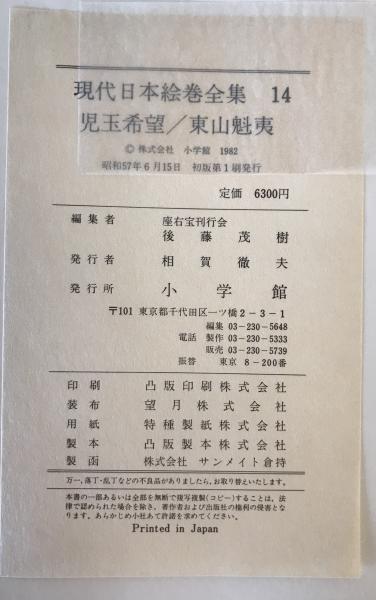 現代日本絵巻全集 14
児玉希望／東山魁夷
© 株式会社 小学館 1982
昭和57年6月15日 初版第1刷発行
定価 6300円
編集者 座右宝刊行会
後藤茂樹
発行者 相賀徹夫
発行所 小学館
〒101 東京都千代田区一ツ橋2－3－1
編集 03－230－5648
電話 製作 03－230－5333
販売 03－230－5739
振替 東京 8－200番
印刷 凸版印刷株式会社
装布 望月株式会社
用紙 特種製紙株式会社
製本 凸版製本株式会社
製函 株式会社 サンメイト倉持
万一、落丁・乱丁などの不良品がありましたら、お取り替えいたします。
本書の一部あるいは全部を無断で複写複製(コピー)することは、法
律で認められた場合を除き、著作者および出版社の権利の侵害とな
ります。あらかじめ小社あて許諾を求めてください。
Printed in Japan